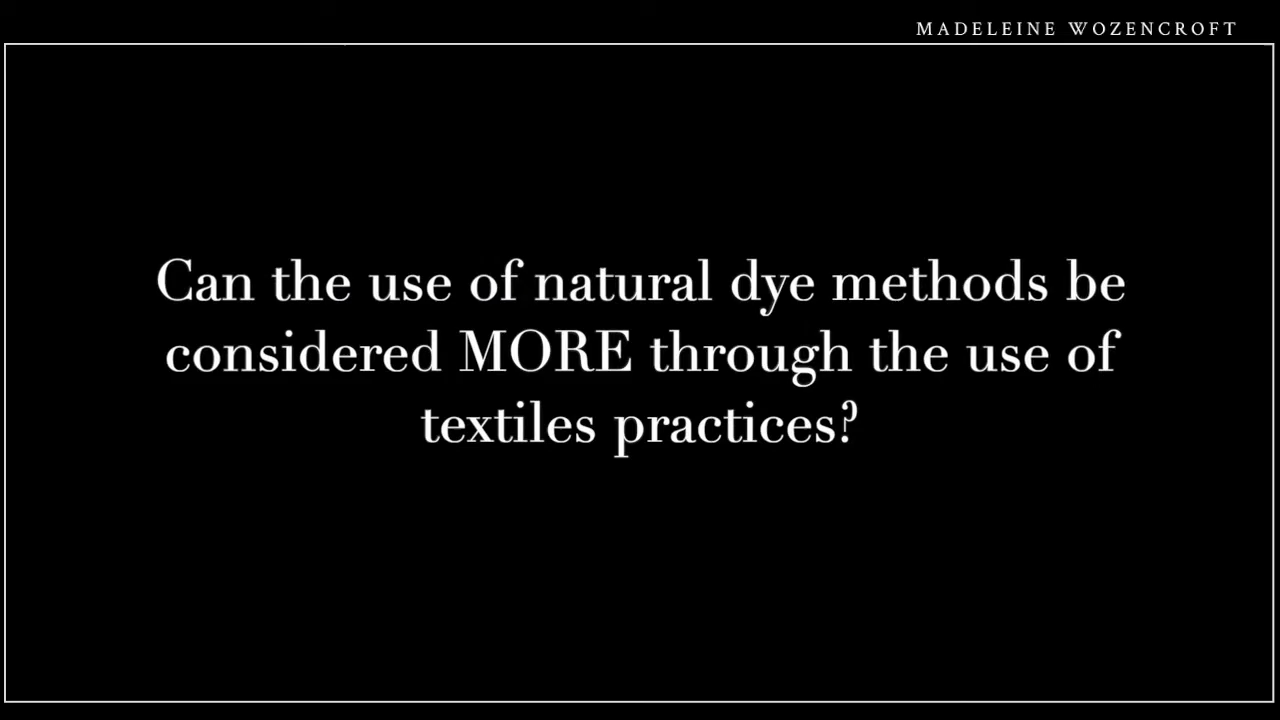 MADELEINE WOZENCROFT
Can the use of natural dye methods be
considered MORE through the use of
textiles practices?